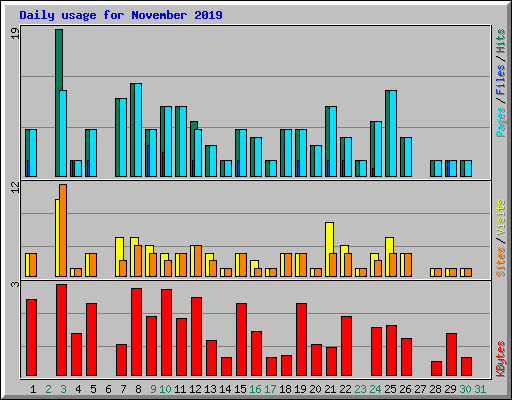 Daily usage for November 2019
19
Pages / Files / Hits
12
Sites / Visits
3
KBytes
1 2 3 4 5 6 7 8 9 10 11 12 13 14 15 16 17 18 19 20 21 22 23 24 25 26 27 28 29 30 31